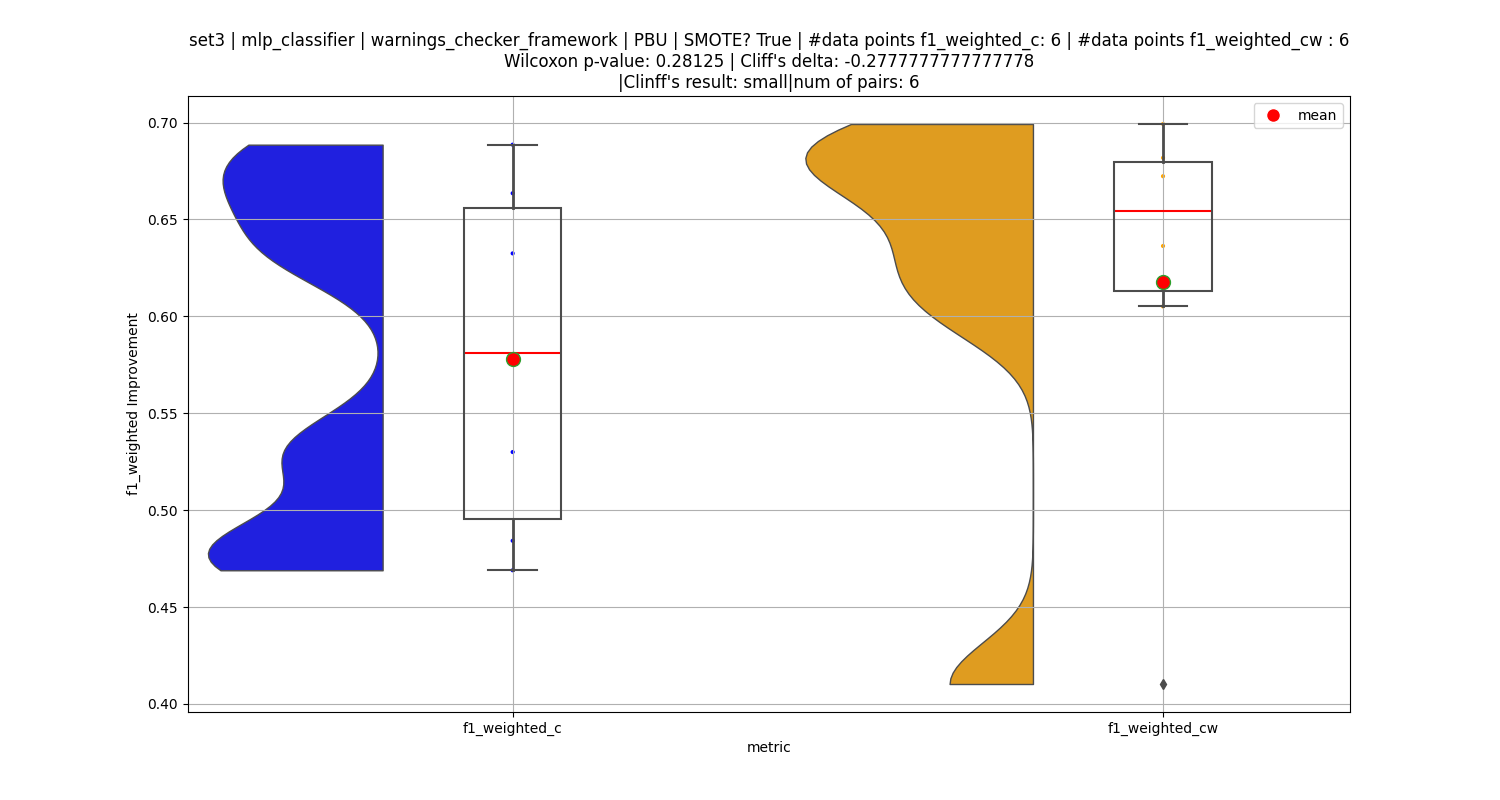 set3 | mlp_classifier | warnings_checker_framework | PBU | SMOTE? True | #data points f1_weighted_c: 6 | #data points f1_weighted_cw : 6
Wilcoxon p-value: 0.28125 | Cliff's delta: -0.2777777777777778
|Clinff's result: small|num of pairs: 6
mean
0.70
0.65
0.60
0.55
0.50
0.45
0.40
f1_weighted Improvement
f1_weighted_c
f1_weighted_cw
metric